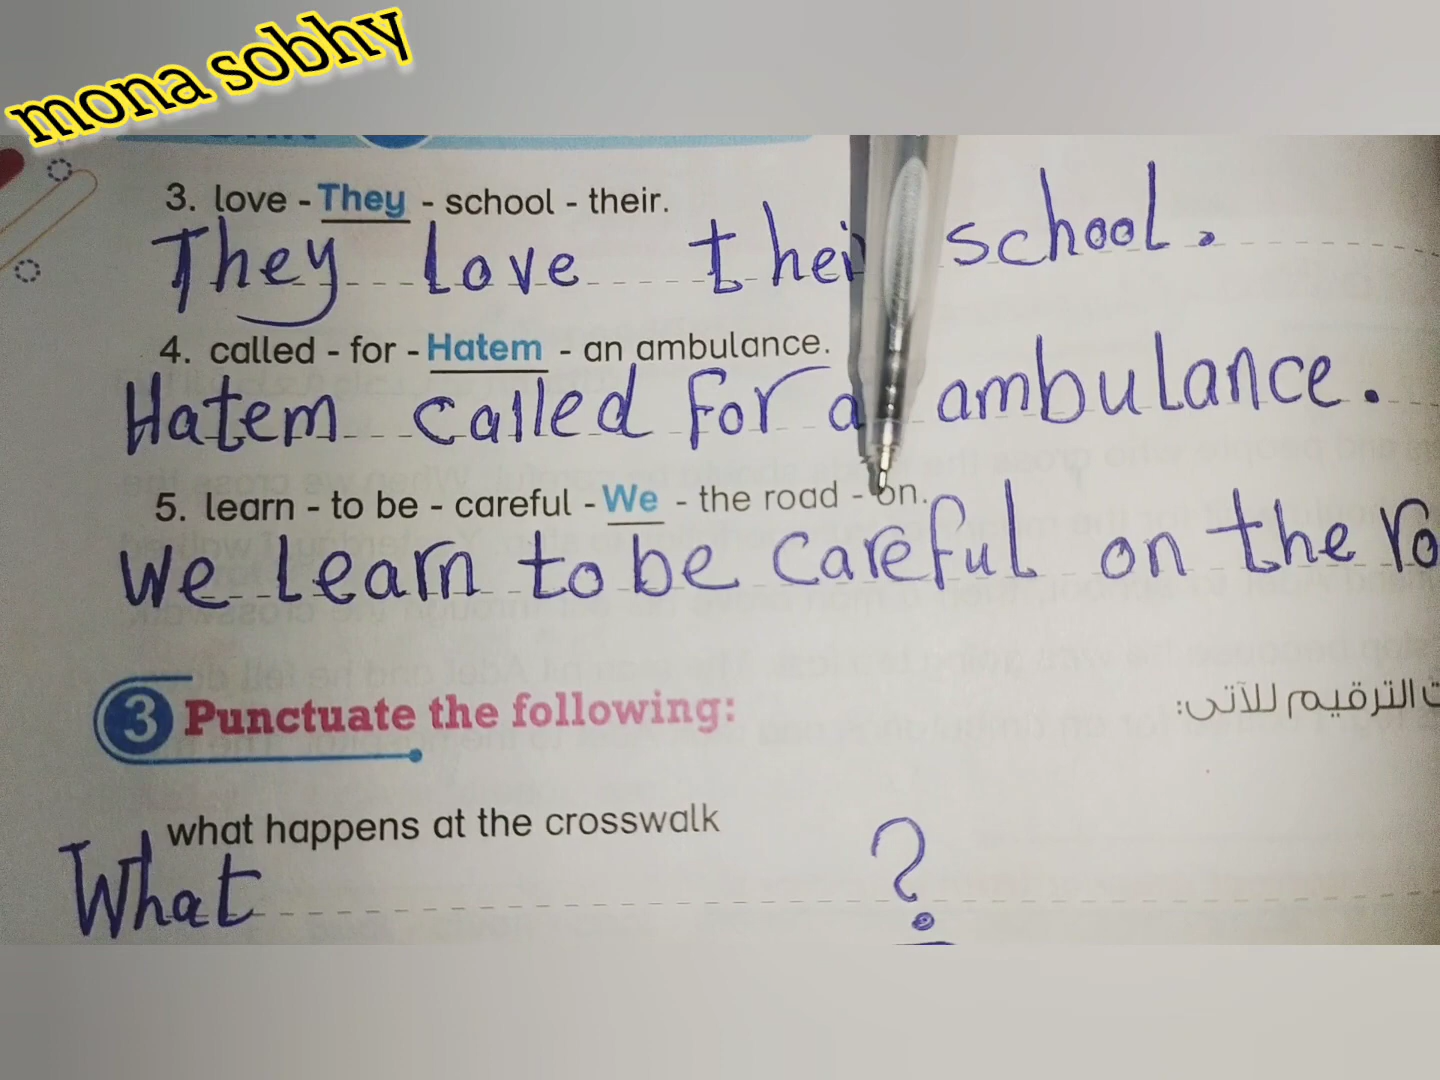 mona sobhy
3. love - They - school - their.
They love their school.
4. called - for - Hatem - an ambulance.
Hatem called for a ambulance.
5. learn - to be - careful - We - the road - on.
We learn to be careful on the ro
3 Punctuate the following:
ت الترقيم للآتى:
what happens at the crosswalk
What ?